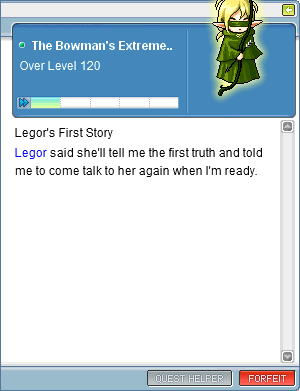 The Bowman's Extreme..
Over Level 120
Legor's First Story
Legor said she'll tell me the first truth and told
me to come talk to her again when I'm ready.
QUEST HELPER
FORFEIT